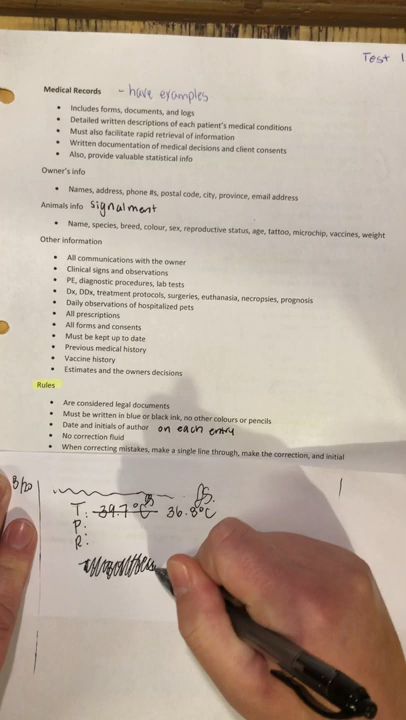 Test 1
Medical Records - have examples
• Includes forms, documents, and logs
• Detailed written descriptions of each patient's medical conditions
• Must also facilitate rapid retrieval of information
• Written documentation of medical decisions and client consents
• Also, provide valuable statistical info
Owner's info
• Names, address, phone #s, postal code, city, province, email address
Animals info Signalment
• Name, species, breed, colour, sex, reproductive status, age, tattoo, microchip, vaccines, weight
Other information
• All communications with the owner
• Clinical signs and observations
• PE, diagnostic procedures, lab tests
• Dx, DDx, treatment protocols, surgeries, euthanasia, necropsies, prognosis
• Daily observations of hospitalized pets
• All prescriptions
• All forms and consents
• Must be kept up to date
• Previous medical history
• Vaccine history
• Estimates and the owners decisions
Rules
• Are considered legal documents
• Must be written in blue or black ink, no other colours or pencils
• Date and initials of author on each entry
• No correction fluid
• When correcting mistakes, make a single line through, make the correction, and initial
T: 39.7°C 36.8°C
P:
R: